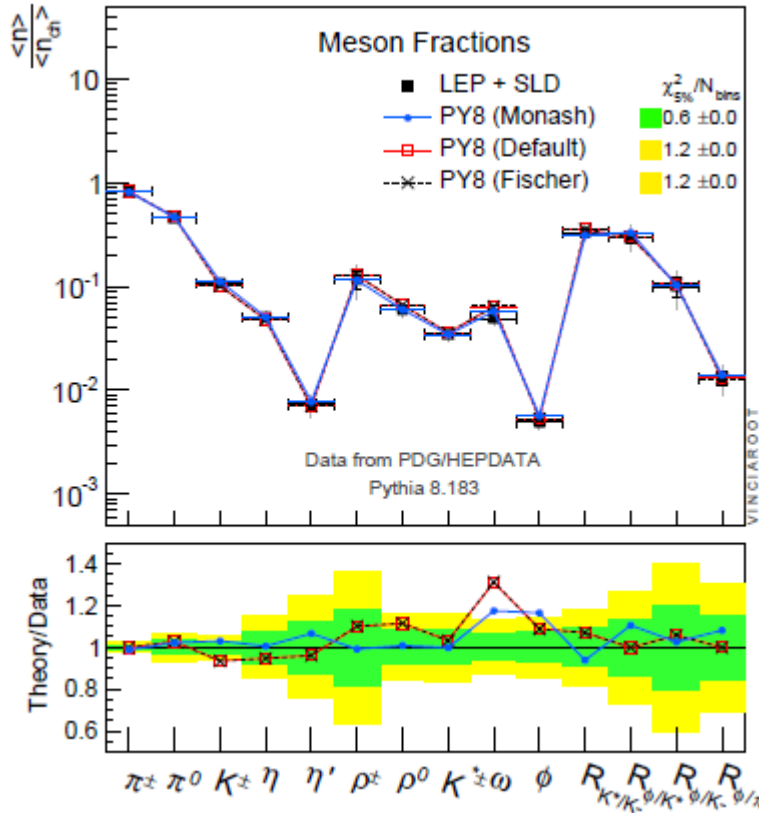 <n>
<n_ch>
Meson Fractions
LEP + SLD
χ²5%/Nbins
PY8 (Monash)
0.6 ±0.0
PY8 (Default)
1.2 ±0.0
PY8 (Fischer)
1.2 ±0.0
10
1
10⁻¹
10⁻²
10⁻³
Data from PDG/HEPDATA
Pythia 8.183
VINCIAROOT
Theory/Data
1.4
1.2
1
0.8
0.6
π± π⁰ K± η η' ρ± ρ⁰ K*± ω φ R R R R
K*/K φ/K* φ/K φ/π